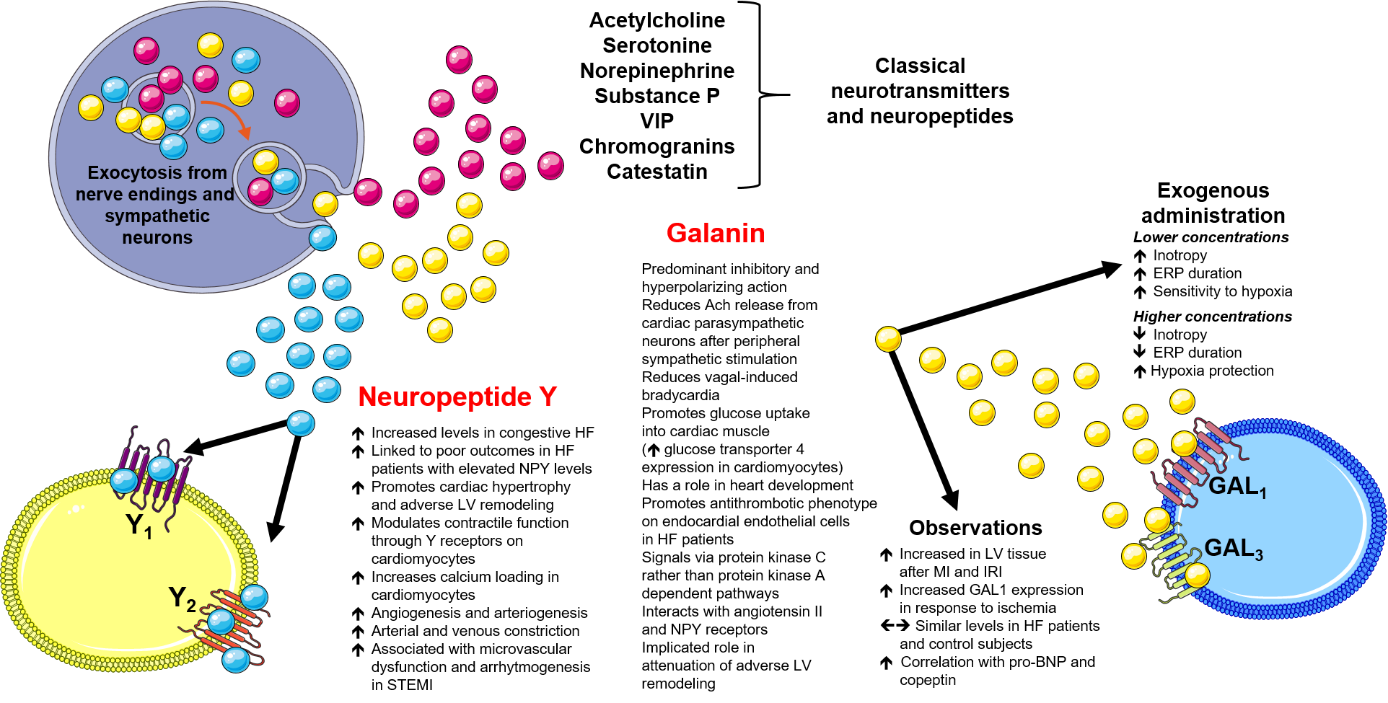 Exocytosis from
nerve endings and
sympathetic
neurons
Acetylcholine
Serotonine
Norepinephrine
Substance P
VIP
Chromogranins
Catestatin
Classical
neurotransmitters
and neuropeptides
Neuropeptide Y
↑ Increased levels in congestive HF
↑ Linked to poor outcomes in HF
patients with elevated NPY levels
↑ Promotes cardiac hypertrophy
and adverse LV remodeling
↑ Modulates contractile function
through Y receptors on
cardiomyocytes
↑ Increases calcium loading in
cardiomyocytes
↑ Angiogenesis and arteriogenesis
↑ Arterial and venous constriction
↑ Associated with microvascular
dysfunction and arrhytmogenesis
in STEMI
Y1
Y2
Galanin
Predominant inhibitory and
hyperpolarizing action
Reduces Ach release from
cardiac parasympathetic
neurons after peripheral
sympathetic stimulation
Reduces vagal-induced
bradycardia
Promotes glucose uptake
into cardiac muscle
(↑ glucose transporter 4
expression in cardiomyocytes)
Has a role in heart development
Promotes antithrombotic phenotype
on endocardial endothelial cells
in HF patients
Signals via protein kinase C
rather than protein kinase A
dependent pathways
Interacts with angiotensin II
and NPY receptors
Implicated role in
attenuation of adverse LV
remodeling
Exogenous
administration
Lower concentrations
↑ Inotropy
↑ ERP duration
↑ Sensitivity to hypoxia
Higher concentrations
↓ Inotropy
↓ ERP duration
↑ Hypoxia protection
Observations
↑ Increased in LV tissue
after MI and IRI
↑ Increased GAL1 expression
in response to ischemia
←→ Similar levels in HF patients
and control subjects
↑ Correlation with pro-BNP and
copeptin
GAL1
GAL3